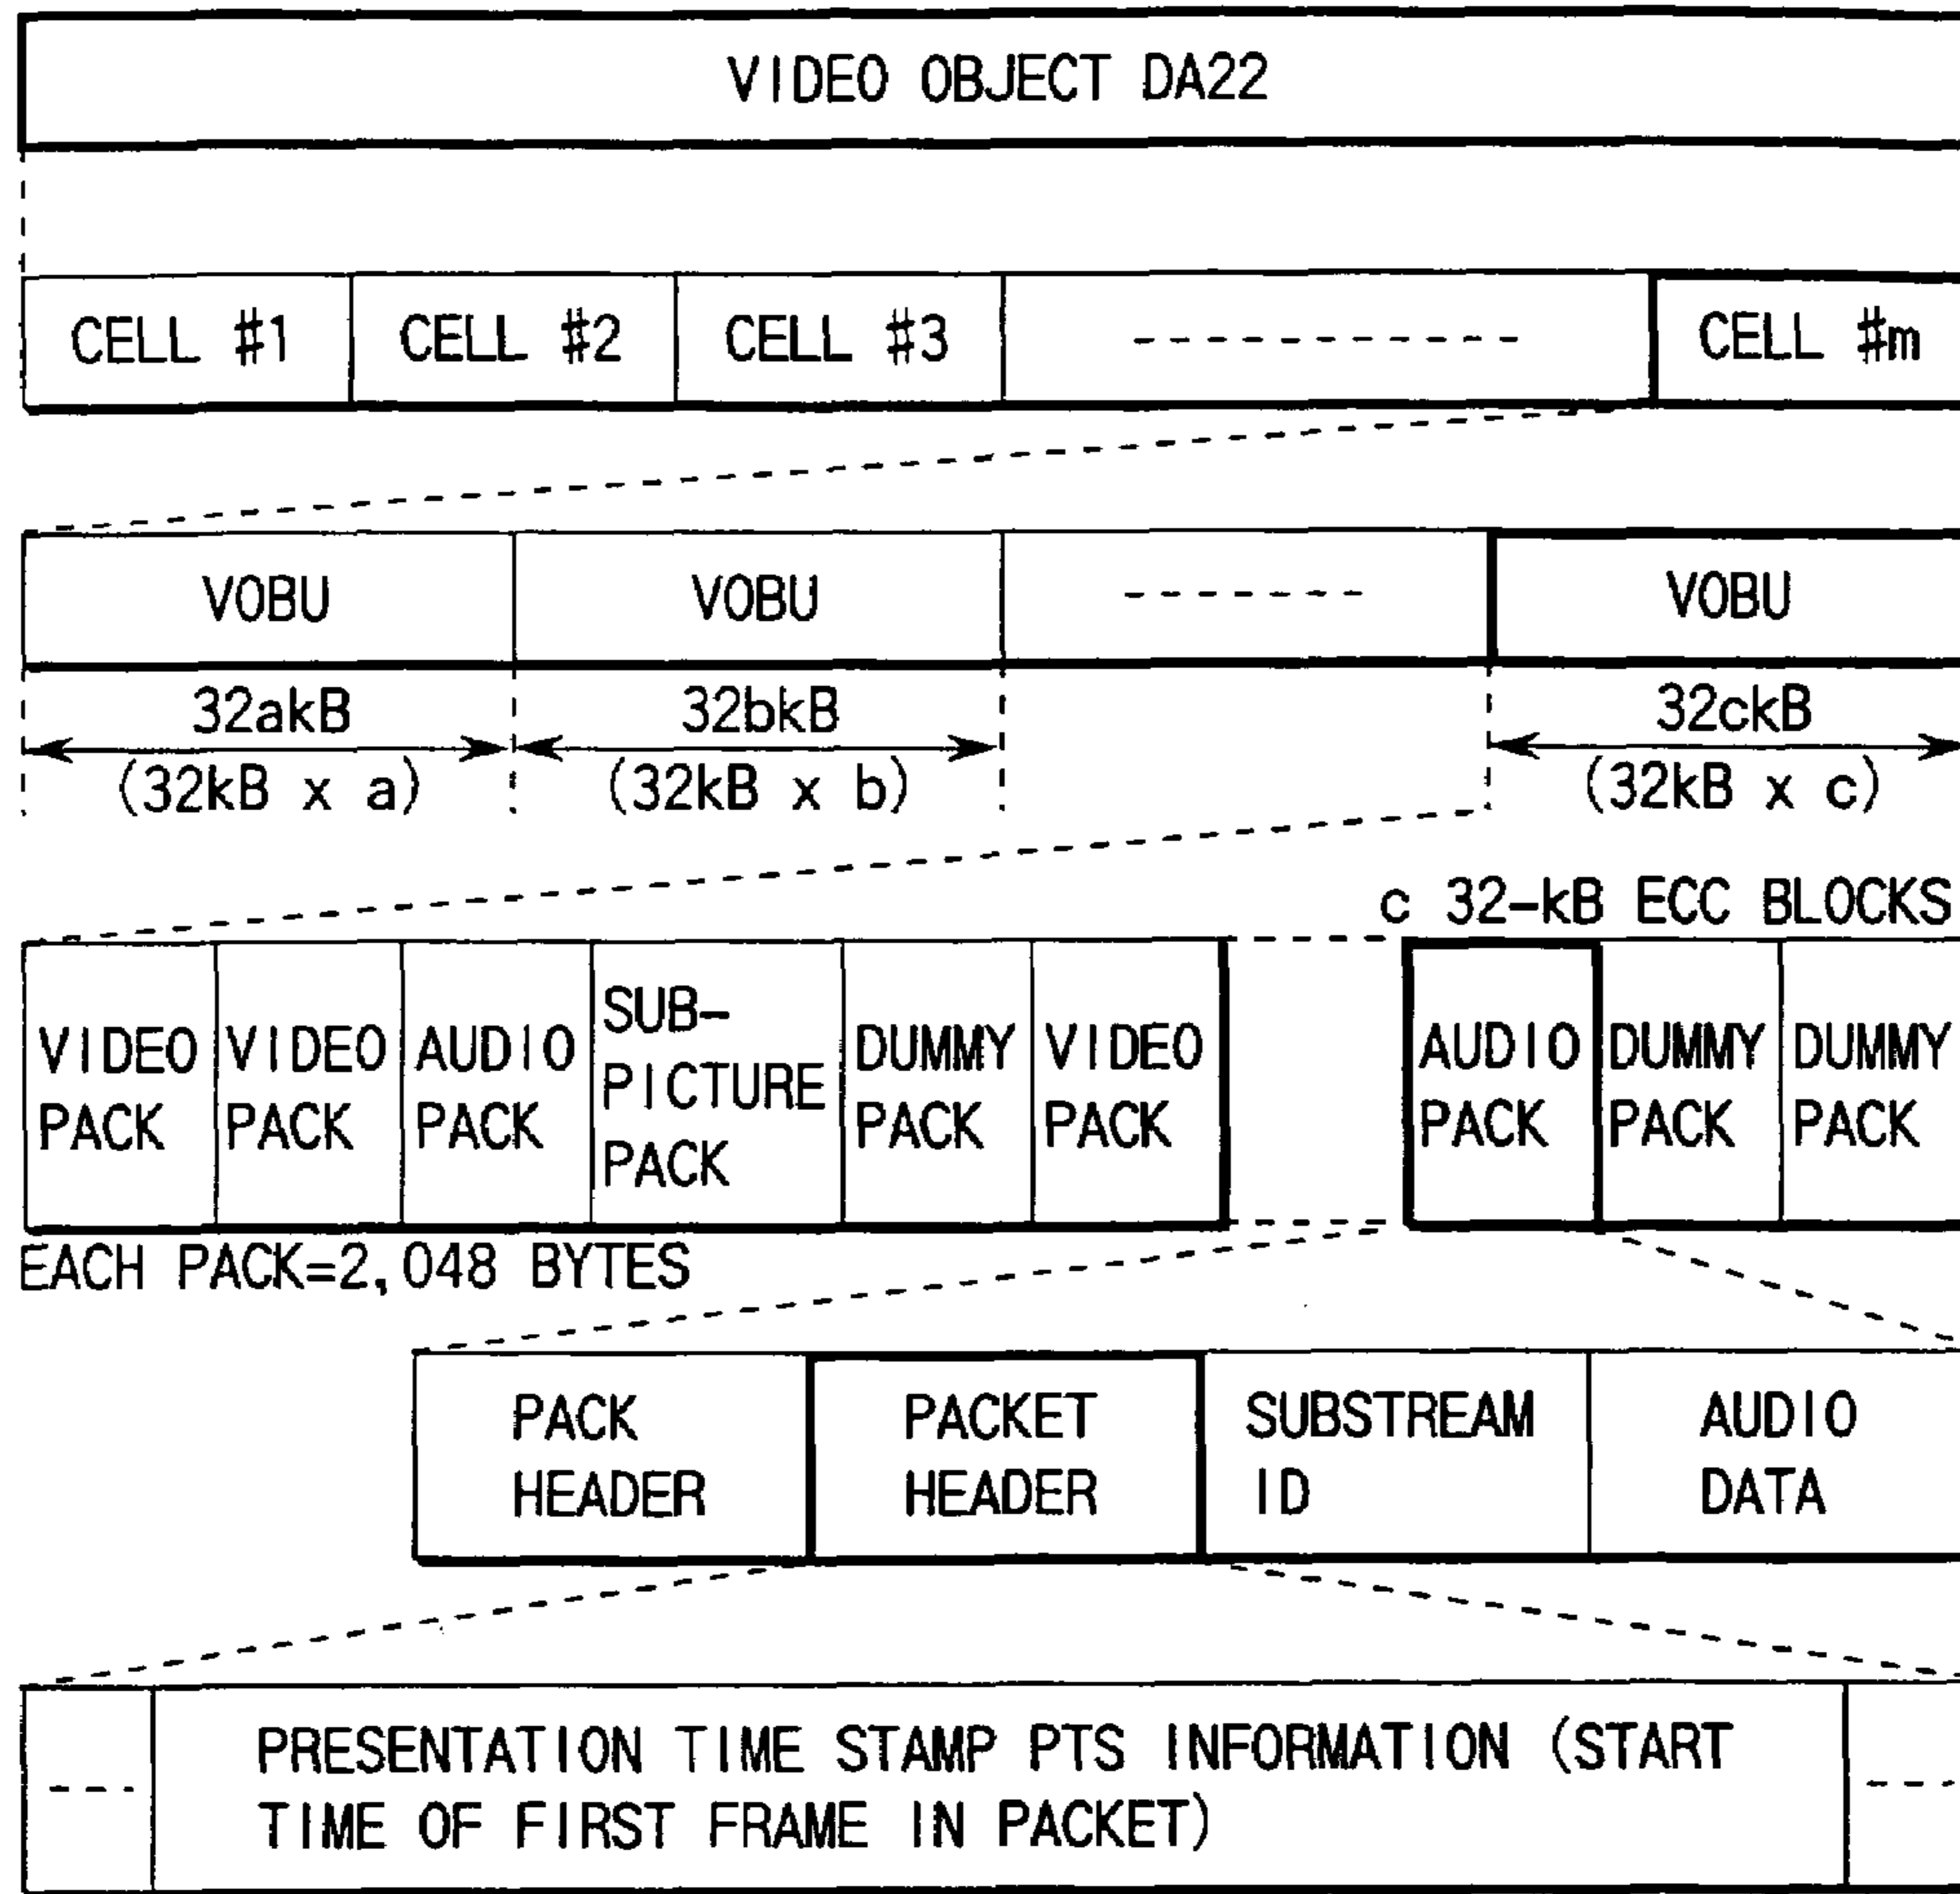 VIDEO OBJECT DA22
CELL #1 CELL #2 CELL #3 ----------- CELL #m
VOBU VOBU ------- VOBU
32akB 32bkB 32ckB
(32kB x a) (32kB x b) (32kB x c)
c 32-kB ECC BLOCKS
VIDEO PACK
VIDEO PACK
AUDIO PACK
SUB-
PICTURE
PACK
DUMMY PACK
VIDEO PACK
AUDIO PACK
DUMMY PACK
DUMMY PACK
EACH PACK=2,048 BYTES
PACK
HEADER
PACKET
HEADER
SUBSTREAM
ID
AUDIO
DATA
PRESENTATION TIME STAMP PTS INFORMATION (START
TIME OF FIRST FRAME IN PACKET)